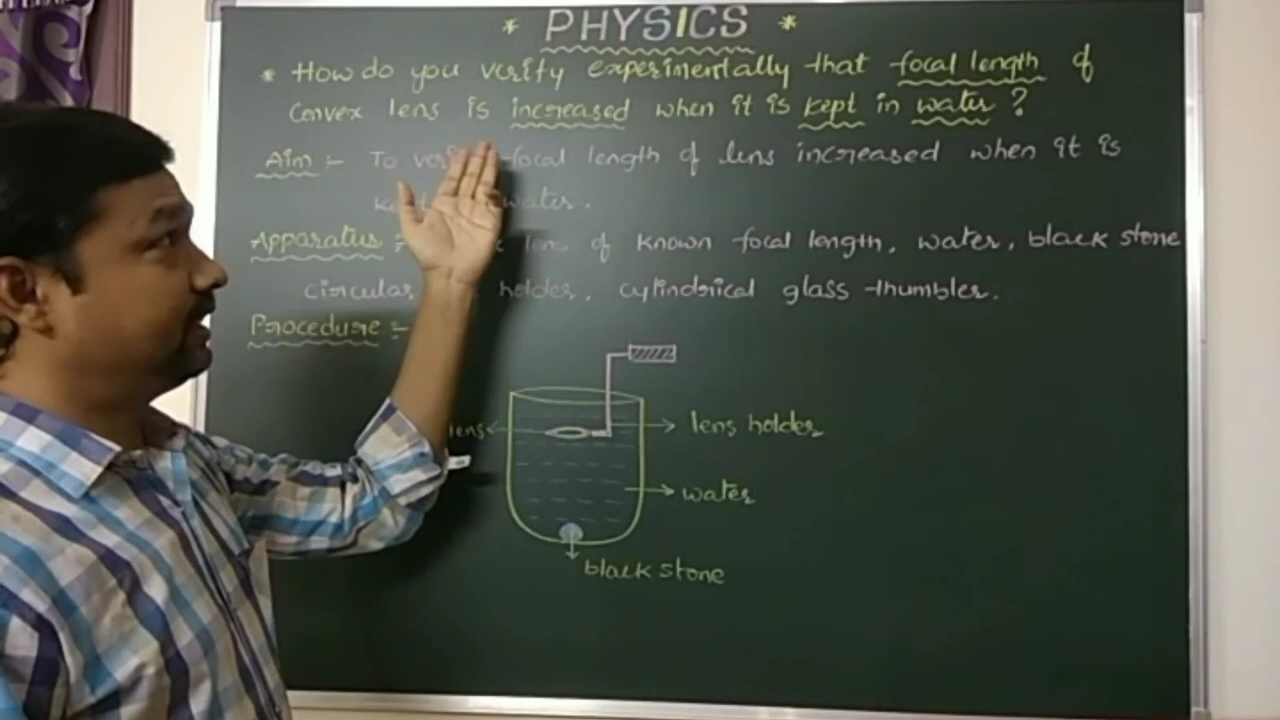 * PHYSICS *
* How do you verify experimentally that focal length of
Convex lens is increased when it is kept in water ?
Aim :- To focal length of lens increased when it is
water .
Apparatus :- of known focal length, water, black stone
circular holder, cylindrical glass thumbler.
Procedure :-
lens
lens holder
water
black stone